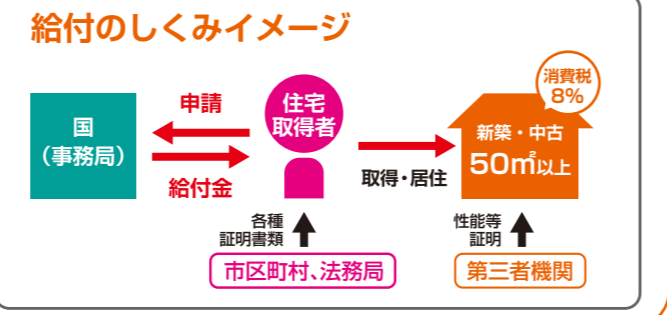 給付のしくみイメージ
国
（事務局）
申請
給付金
住宅
取得者
取得・居住
消費税
8%
新築・中古
50㎡以上
各種
証明書類
市区町村、法務局
性能等
証明
第三者機関